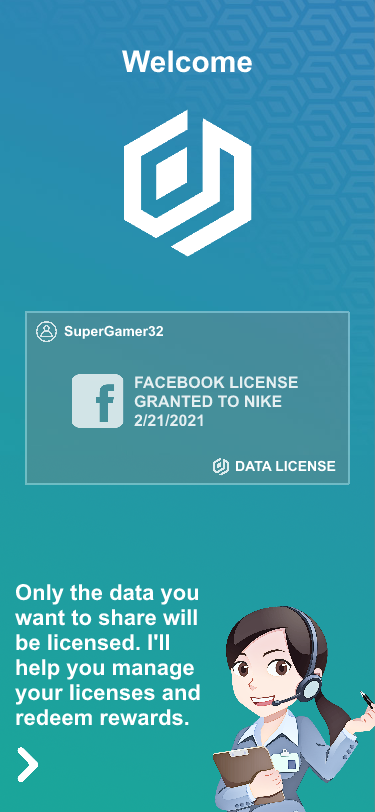 Welcome
SuperGamer32
FACEBOOK LICENSE
GRANTED TO NIKE
2/21/2021
DATA LICENSE
Only the data you
want to share will
be licensed. I'll
help you manage
your licenses and
redeem rewards.